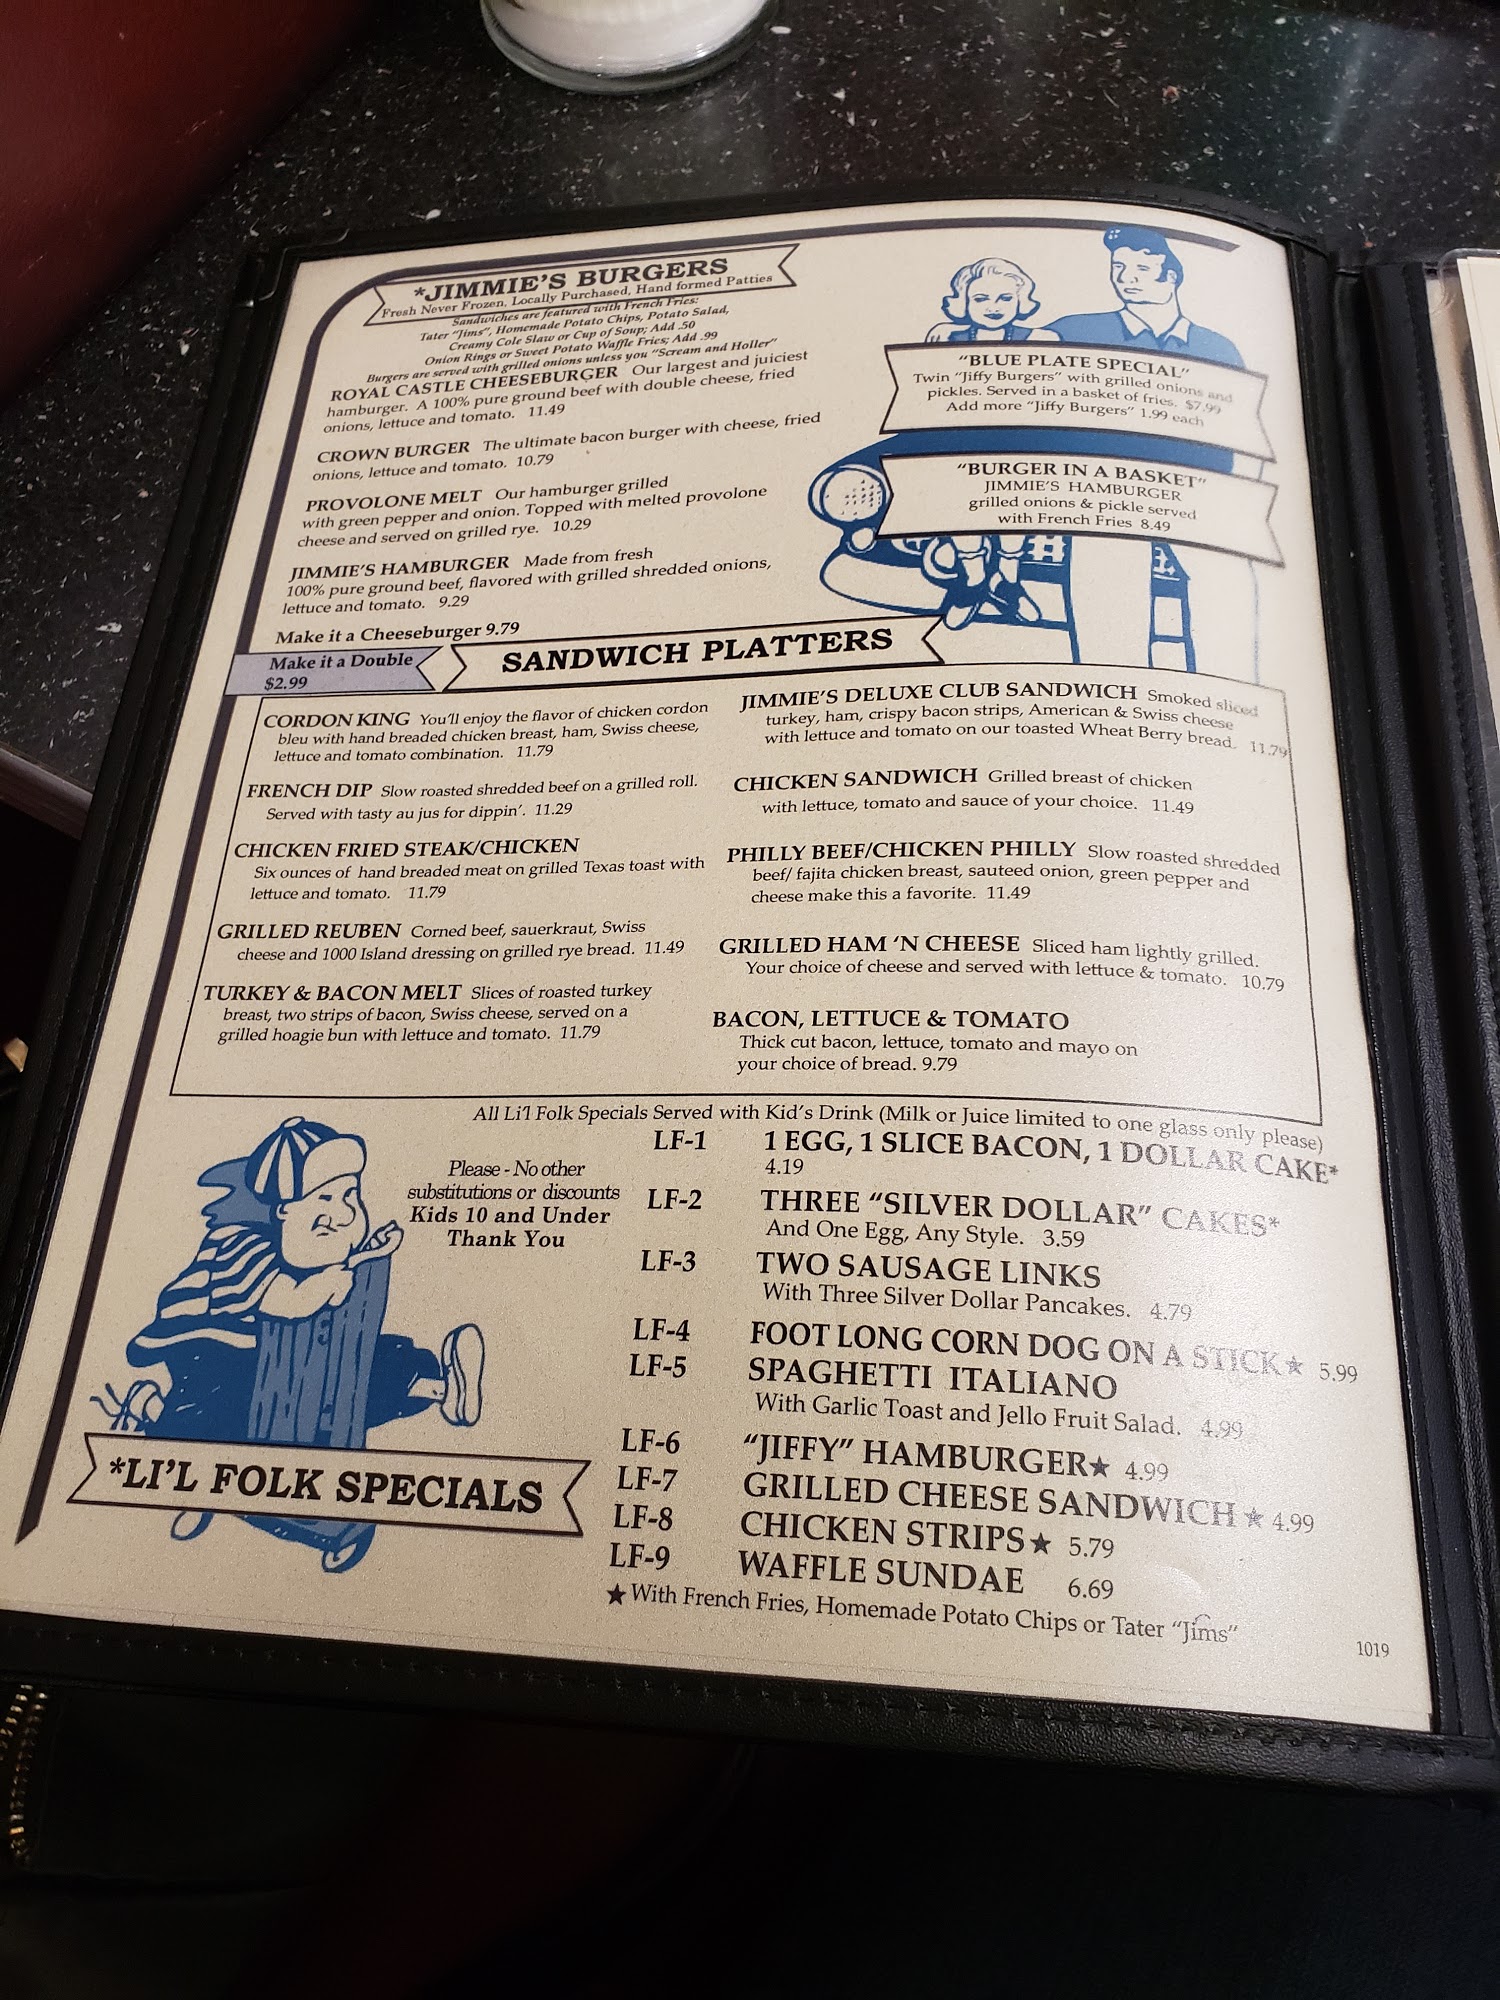 *JIMMIE'S BURGERS
Fresh Never Frozen, Locally Purchased, Hand formed Patties
Sandwiches are featured with French Fries:
Tater "Jims", Homemade Potato Chips, Potato Salad,
Creamy Cole Slaw or Cup of Soup; Add .50
Onion Rings or Sweet Potato Waffle Fries; Add .99
Burgers are served with grilled onions unless you "Scream and Holler"
ROYAL CASTLE CHEESEBURGER Our largest and juiciest
hamburger. A 100% pure ground beef with double cheese, fried
onions, lettuce and tomato. 11.49
CROWN BURGER The ultimate bacon burger with cheese, fried
onions, lettuce and tomato. 10.79
PROVOLONE MELT Our hamburger grilled
with green pepper and onion. Topped with melted provolone
cheese and served on grilled rye. 10.29
JIMMIE'S HAMBURGER Made from fresh
100% pure ground beef, flavored with grilled shredded onions,
lettuce and tomato. 9.29
Make it a Cheeseburger 9.79
Make it a Double
$2.99
"BLUE PLATE SPECIAL"
Twin "Jiffy Burgers" with grilled onions and
pickles. Served in a basket of fries. $7.99
Add more "Jiffy Burgers" 1.99 each
"BURGER IN A BASKET"
JIMMIE'S HAMBURGER
grilled onions & pickle served
with French Fries 8.49
SANDWICH PLATTERS
CORDON KING You'll enjoy the flavor of chicken cordon
bleu with hand breaded chicken breast, ham, Swiss cheese,
lettuce and tomato combination. 11.79
FRENCH DIP Slow roasted shredded beef on a grilled roll.
Served with tasty au jus for dippin'. 11.29
CHICKEN FRIED STEAK/CHICKEN
Six ounces of hand breaded meat on grilled Texas toast with
lettuce and tomato. 11.79
GRILLED REUBEN Corned beef, sauerkraut, Swiss
cheese and 1000 Island dressing on grilled rye bread. 11.49
TURKEY & BACON MELT Slices of roasted turkey
breast, two strips of bacon, Swiss cheese, served on a
grilled hoagie bun with lettuce and tomato. 11.79
JIMMIE'S DELUXE CLUB SANDWICH Smoked sliced
turkey, ham, crispy bacon strips, American & Swiss cheese
with lettuce and tomato on our toasted Wheat Berry bread. 11.79
CHICKEN SANDWICH Grilled breast of chicken
with lettuce, tomato and sauce of your choice. 11.49
PHILLY BEEF/CHICKEN PHILLY Slow roasted shredded
beef/ fajita chicken breast, sauteed onion, green pepper and
cheese make this a favorite. 11.49
GRILLED HAM 'N CHEESE Sliced ham lightly grilled.
Your choice of cheese and served with lettuce & tomato. 10.79
BACON, LETTUCE & TOMATO
Thick cut bacon, lettuce, tomato and mayo on
your choice of bread. 9.79
All Li'l Folk Specials Served with Kid's Drink (Milk or Juice limited to one glass only please)
Please - No other
substitutions or discounts
Kids 10 and Under
Thank You
*LI'L FOLK SPECIALS
LF-1 1 EGG, 1 SLICE BACON, 1 DOLLAR CAKE*
4.19
LF-2 THREE "SILVER DOLLAR" CAKES*
And One Egg, Any Style. 3.59
LF-3 TWO SAUSAGE LINKS
With Three Silver Dollar Pancakes. 4.79
LF-4 FOOT LONG CORN DOG ON A STICK★ 5.99
LF-5 SPAGHETTI ITALIANO
With Garlic Toast and Jello Fruit Salad. 4.99
LF-6 "JIFFY" HAMBURGER★ 4.99
LF-7 GRILLED CHEESE SANDWICH★ 4.99
LF-8 CHICKEN STRIPS★ 5.79
LF-9 WAFFLE SUNDAE 6.69
★With French Fries, Homemade Potato Chips or Tater "Jims"
1019